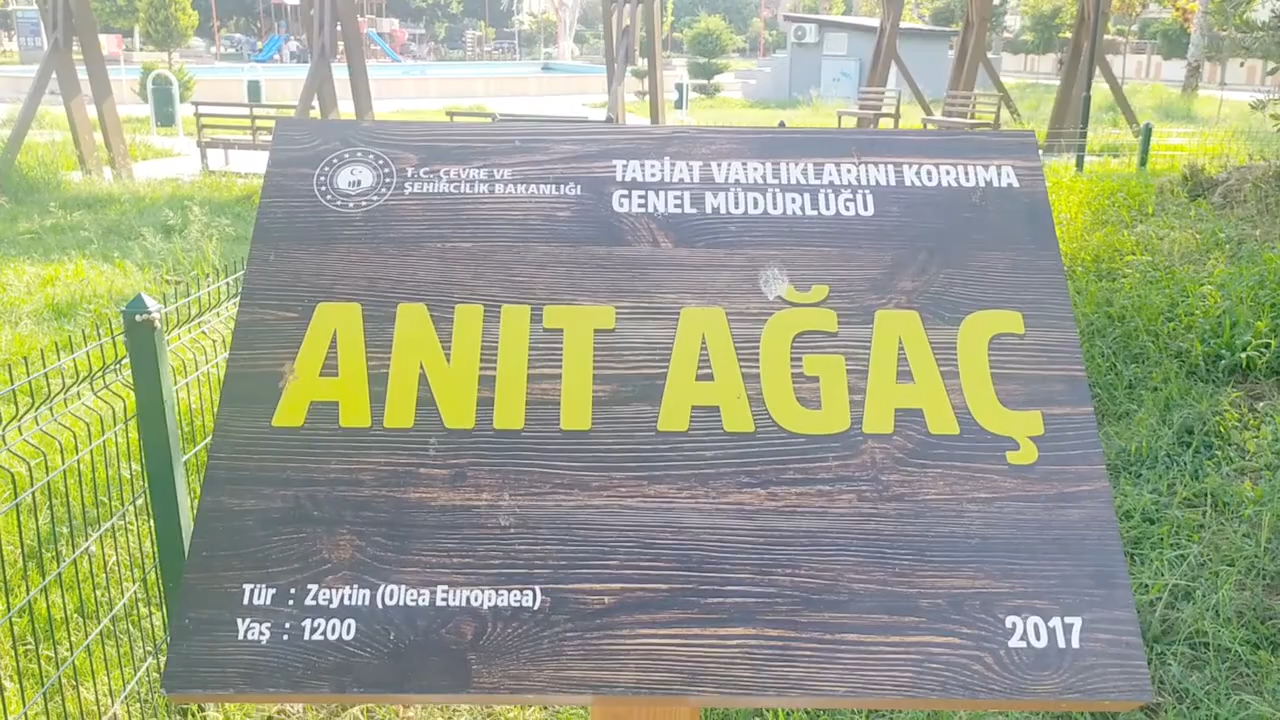 T.C. ÇEVRE VE
ŞEHİRCİLİK BAKANLIĞI
TABİAT VARLIKLARINI KORUMA
GENEL MÜDÜRLÜĞÜ
ANIT AĞAÇ
Tür : Zeytin (Olea Europaea)
Yaş : 1200
2017